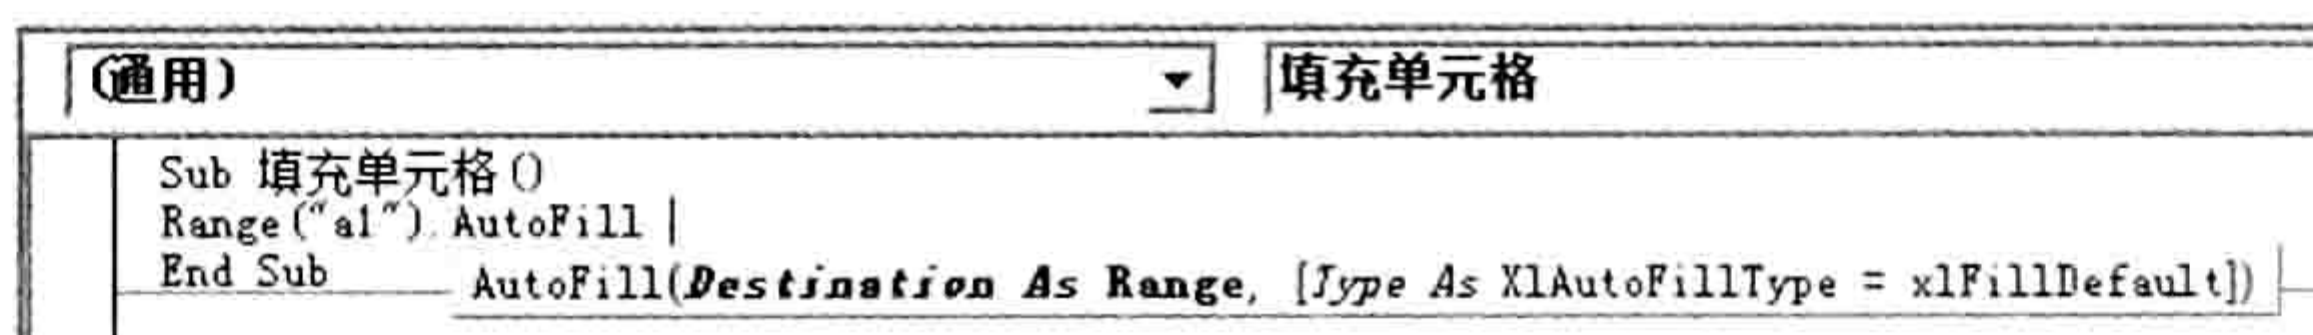 (通用) 填充单元格
Sub 填充单元格()
Range("a1").AutoFill
End Sub
AutoFill(Destination As Range, [Type As XlAutoFillType = xlFillDefault])